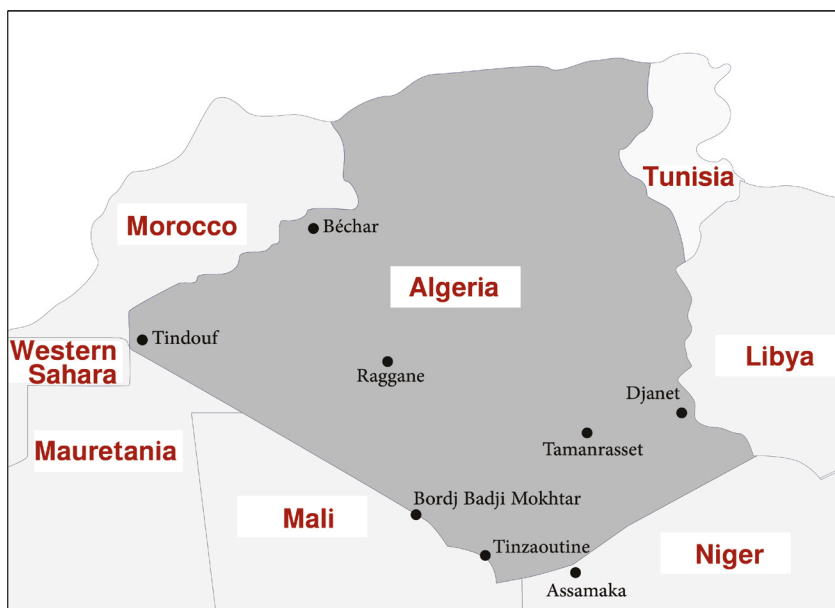 Tunisia
Morocco
Béchar
Algeria
Tindouf
Western
Sahara
Raggane
Libya
Djanet
Mauretania
Tamanrasset
Bordj Badji Mokhtar
Mali
Tinzaoutine
Niger
Assamaka